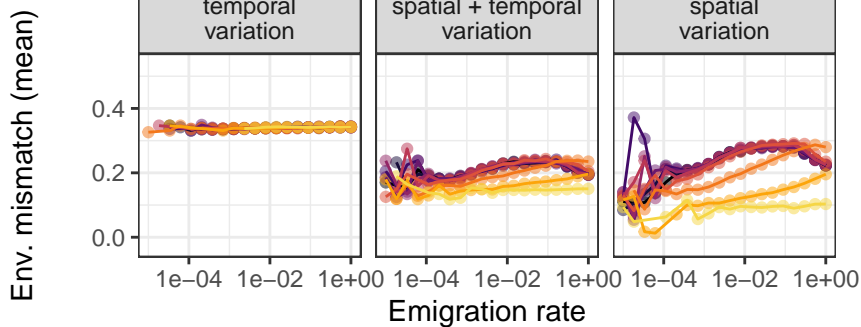 temporal
variation
spatial + temporal
variation
spatial
variation
Env. mismatch (mean)
0.4
0.2
0.0
1e−04 1e−02 1e+00 1e−04 1e−02 1e+00 1e−04 1e−02 1e+00
Emigration rate